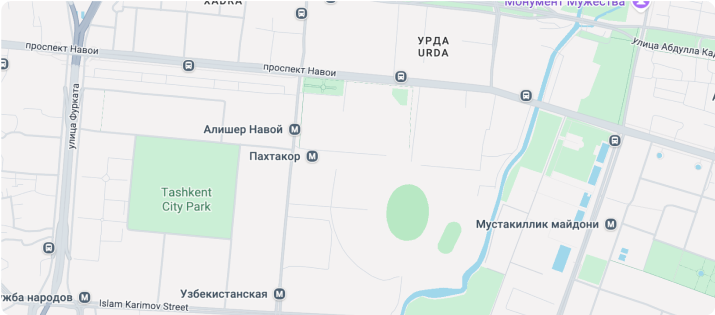 ХАДРА
Монумент Мужества
УРДА
URDA
улица Абдулла Кад
проспект Навои
проспект Навои
улица Фурката
Алишер Навой
Пахтакор
Tashkent
City Park
Мустакиллик майдони
Узбекистанская
ужба народов
Islam Karimov Street